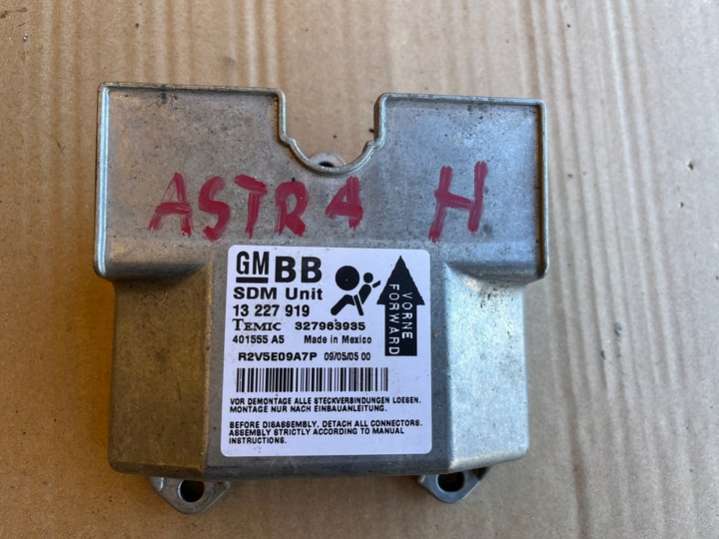 ASTRA H
GM BB
SDM Unit
13 227 919
TEMIC 327963935
401555 A5 Made in Mexico
R2V5E09A7P 09/05/05 00
VORNE
FORWARD
VOR DEMONTAGE ALLE STECKVERBINDUNGEN LOESEN.
MONTAGE NUR NACH EINBAUANLEITUNG.
BEFORE DISASSEMBLY, DETACH ALL CONNECTORS.
ASSEMBLY STRICTLY ACCORDING TO MANUAL
INSTRUCTIONS.